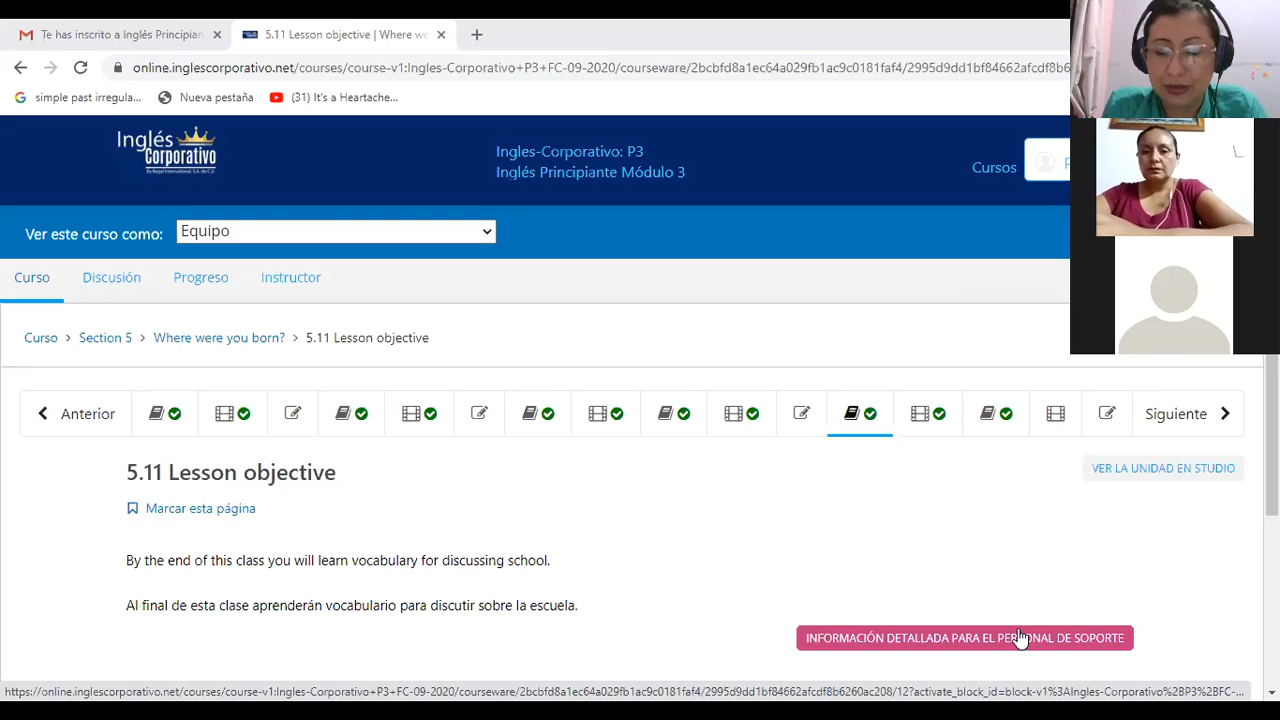 Te has inscrito a Inglés Principian
5.11 Lesson objective | Where we
online.inglescorporativo.net/courses/course-v1:Ingles-Corporativo+P3+FC-09-2020/courseware/2bcbfd8a1ec64a029fb1ac9c0181faf4/2995d9dd1bf84662afcdf8b
simple past irregula...
Nueva pestaña
(31) It's a Heartache...
Inglés
Corporativo
By Regal International, S.A. de C.V.
Ingles-Corporativo: P3
Inglés Principiante Módulo 3
Cursos
Ver este curso como:
Equipo
Curso
Discusión
Progreso
Instructor
Curso > Section 5 > Where were you born? > 5.11 Lesson objective
Anterior
Siguiente
5.11 Lesson objective
VER LA UNIDAD EN STUDIO
Marcar esta página
By the end of this class you will learn vocabulary for discussing school.
Al final de esta clase aprenderán vocabulario para discutir sobre la escuela.
INFORMACIÓN DETALLADA PARA EL PERSONAL DE SOPORTE
https://online.inglescorporativo.net/courses/course-v1:Ingles-Corporativo+P3+FC-09-2020/courseware/2bcbfd8a1ec64a029fb1ac9c0181faf4/2995d9dd1bf84662afcdf8b6260ac208/12?activate_block_id=block-v1%3AIngles-Corporativo%2BP3%2BFC-...